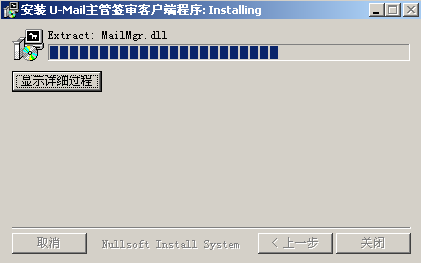 安装 U-Mail主管签审客户端程序: Installing
Extract: MailMgr.dll
显示详细过程
取消
Nullsoft Install System
< 上一步
关闭